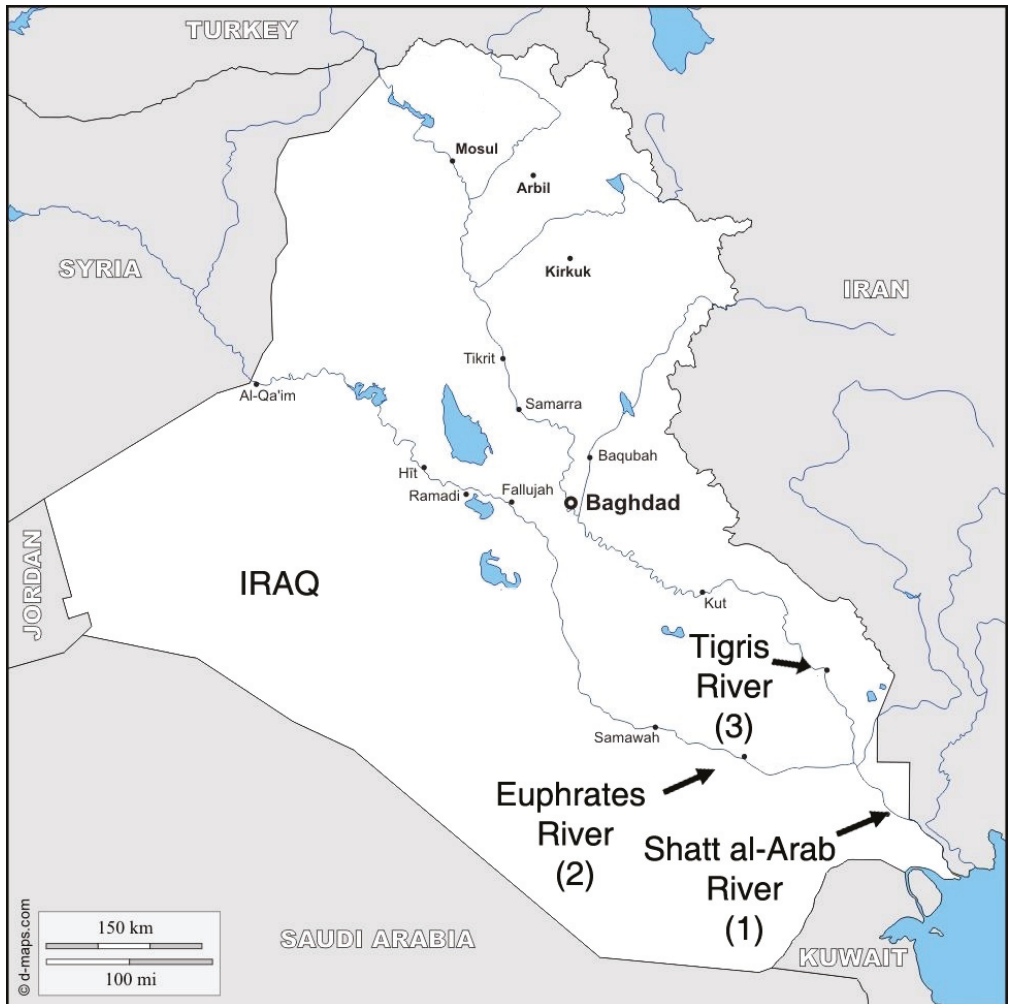 TURKEY
Mosul
Arbil
SYRIA
Kirkuk
IRAN
Tikrit
Al-Qa'im
Samarra
Baqubah
Hīt
Ramadi
Fallujah
Baghdad
JORDAN
IRAQ
Kut
Tigris
River
(3)
Samawah
Euphrates
River
(2)
Shatt al-Arab
River
(1)
© d-maps.com
150 km
100 mi
SAUDI ARABIA
KUWAIT